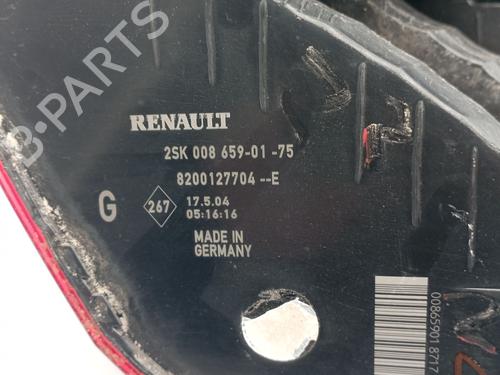 B-PARTS
RENAULT
2SK 008 659-01 -75
8200127704 --E
G
267
17.5.04
05:16:16
MADE IN
GERMANY